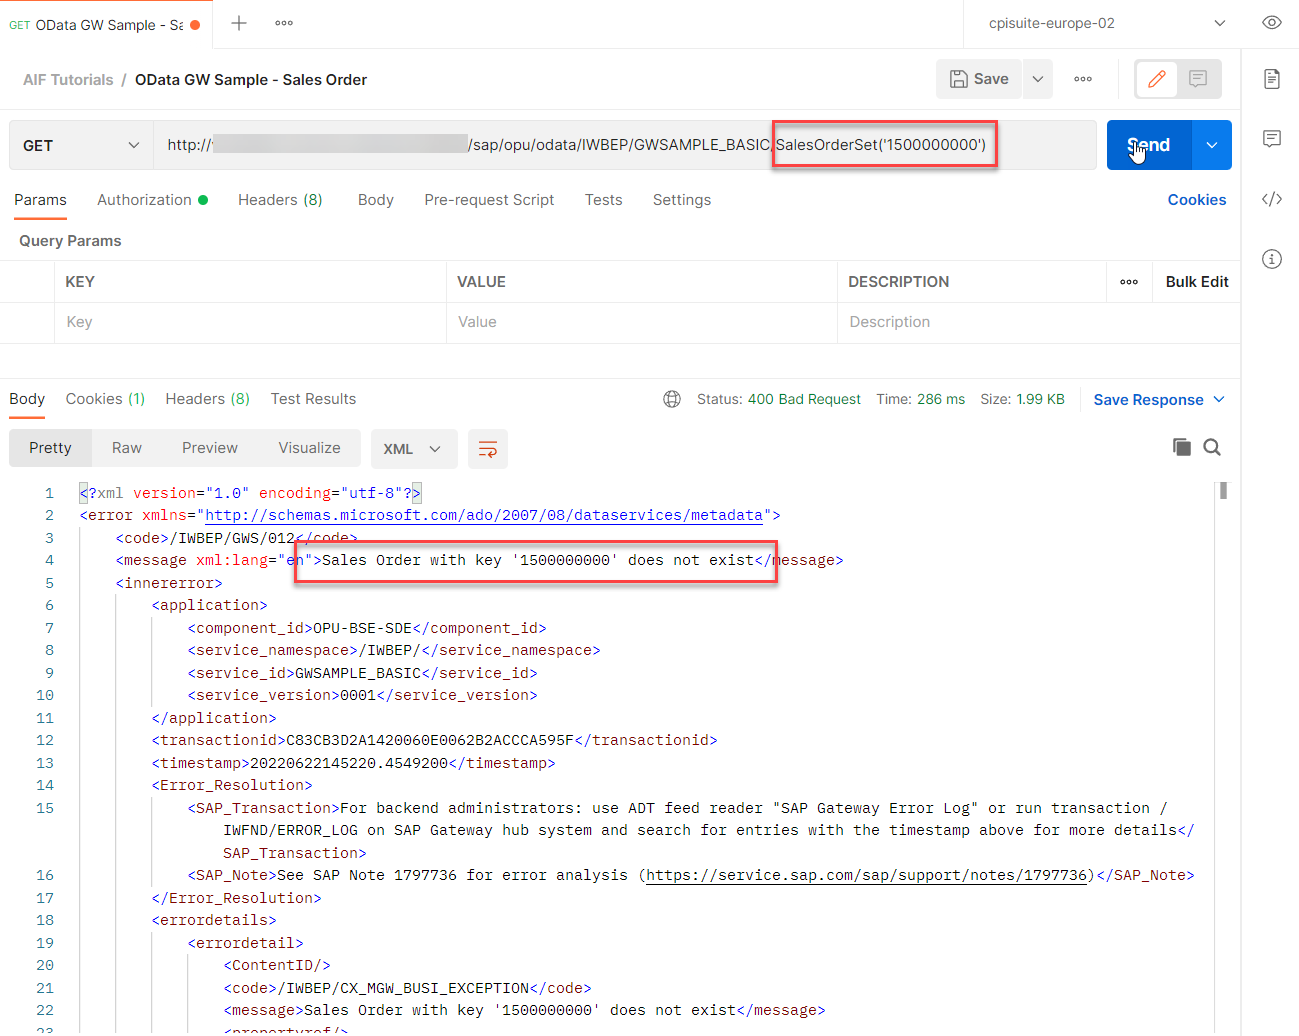 GET OData GW Sample - Sa
cpisuite-europe-02
AIF Tutorials / OData GW Sample - Sales Order
Save
GET http:// /sap/opu/odata/IWBEP/GWSAMPLE_BASIC/SalesOrderSet('1500000000') Send
Params Authorization Headers (8) Body Pre-request Script Tests Settings Cookies
Query Params
KEY VALUE DESCRIPTION Bulk Edit
Key Value Description
Body Cookies (1) Headers (8) Test Results Status: 400 Bad Request Time: 286 ms Size: 1.99 KB Save Response
Pretty Raw Preview Visualize XML
1 <?xml version="1.0" encoding="utf-8"?>
2 <error xmlns="http://schemas.microsoft.com/ado/2007/08/dataservices/metadata">
3 <code>/IWBEP/GWS/012</code>
4 <message xml:lang="en">Sales Order with key '1500000000' does not exist</message>
5 <innererror>
6 <application>
7 <component_id>OPU-BSE-SDE</component_id>
8 <service_namespace>/IWBEP/</service_namespace>
9 <service_id>GWSAMPLE_BASIC</service_id>
10 <service_version>0001</service_version>
11 </application>
12 <transactionid>C83CB3D2A1420060E0062B2ACCCA595F</transactionid>
13 <timestamp>20220622145220.4549200</timestamp>
14 <Error_Resolution>
15 <SAP_Transaction>For backend administrators: use ADT feed reader "SAP Gateway Error Log" or run transaction /
IWFND/ERROR_LOG on SAP Gateway hub system and search for entries with the timestamp above for more details</
SAP_Transaction>
16 <SAP_Note>See SAP Note 1797736 for error analysis (https://service.sap.com/sap/support/notes/1797736)</SAP_Note>
17 </Error_Resolution>
18 <errordetails>
19 <errordetail>
20 <ContentID/>
21 <code>/IWBEP/CX_MGW_BUSI_EXCEPTION</code>
22 <message>Sales Order with key '1500000000' does not exist</message>
23 <propertyref/>